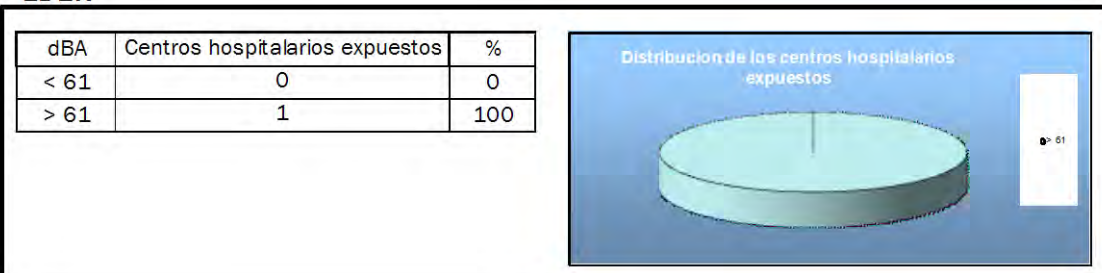 dBA Centros hospitalarios expuestos %
< 61 0 0
> 61 1 100
Distribucion de los centros hospitalarios
expuestos
> 61